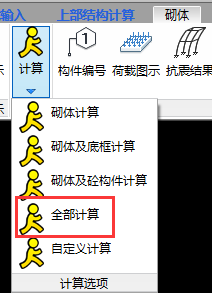 输入 上部结构计算 砌体
计算 构件编号 荷载图示 抗震结果
砌体计算
砌体及底框计算
砌体及砼构件计算
全部计算
自定义计算
计算选项